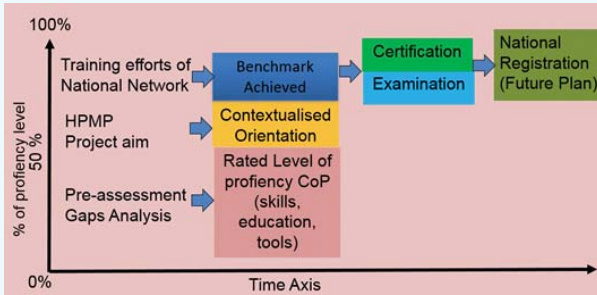 100%
Training efforts of
National Network
Benchmark
Achieved
Certification
Examination
National
Registration
(Future Plan)
HPMP
Project aim
Contextualised
Orientation
Pre-assessment
Gaps Analysis
Rated Level of
profiency CoP
(skills,
education,
tools)
% of profiency level
50 %
0%
Time Axis